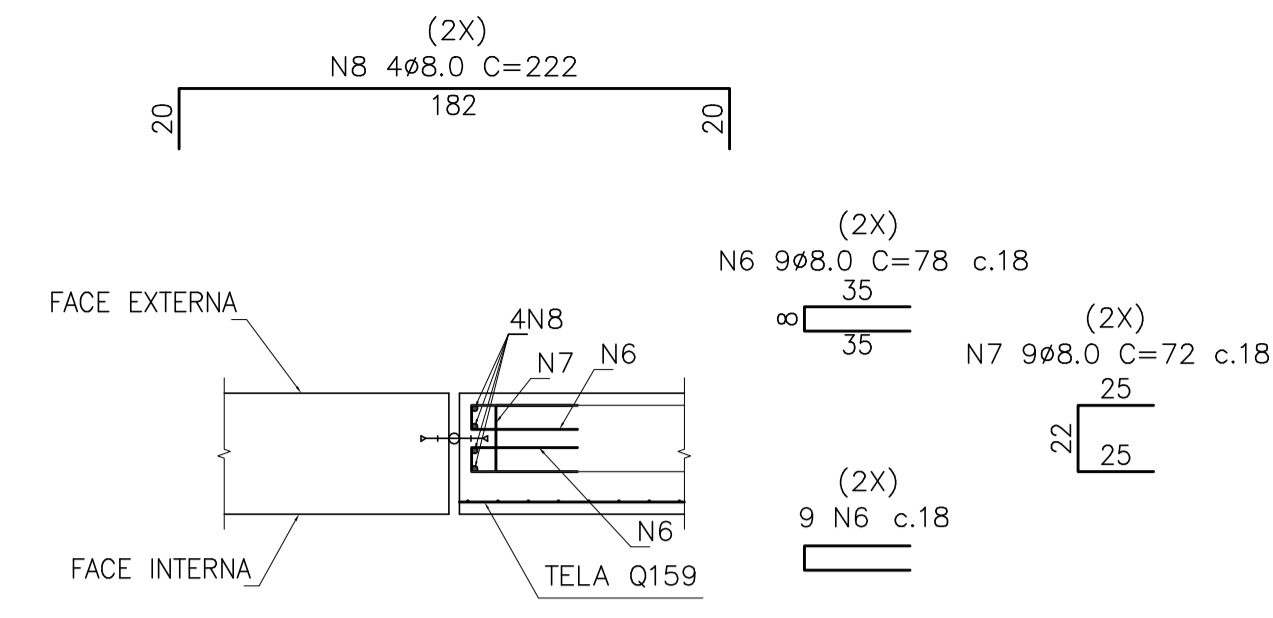 (2X)
N8 4ø8.0 C=222
20
182
20
(2X)
N6 9ø8.0 C=78 c.18
35
8
35
(2X)
N7 9ø8.0 C=72 c.18
25
22
25
FACE EXTERNA
4N8
N7
N6
(2X)
9 N6 c.18
N6
FACE INTERNA
TELA Q159